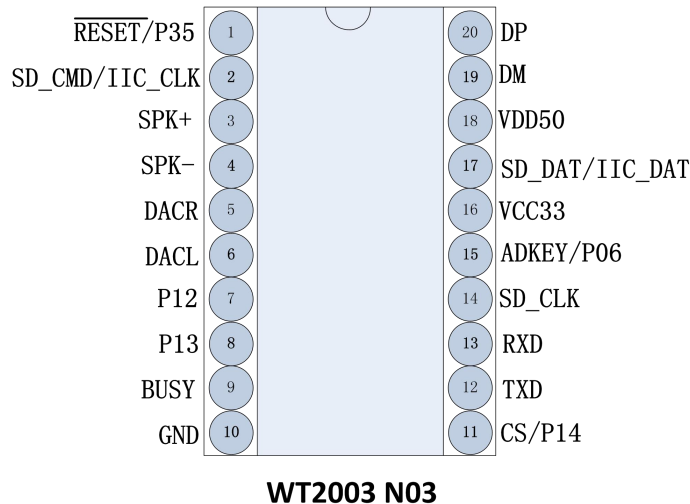 RESET/P35 1 20 DP
SD_CMD/IIC_CLK 2 19 DM
SPK+ 3 18 VDD50
SPK- 4 17 SD_DAT/IIC_DAT
DACR 5 16 VCC33
DACL 6 15 ADKEY/P06
P12 7 14 SD_CLK
P13 8 13 RXD
BUSY 9 12 TXD
GND 10 11 CS/P14
WT2003 N03